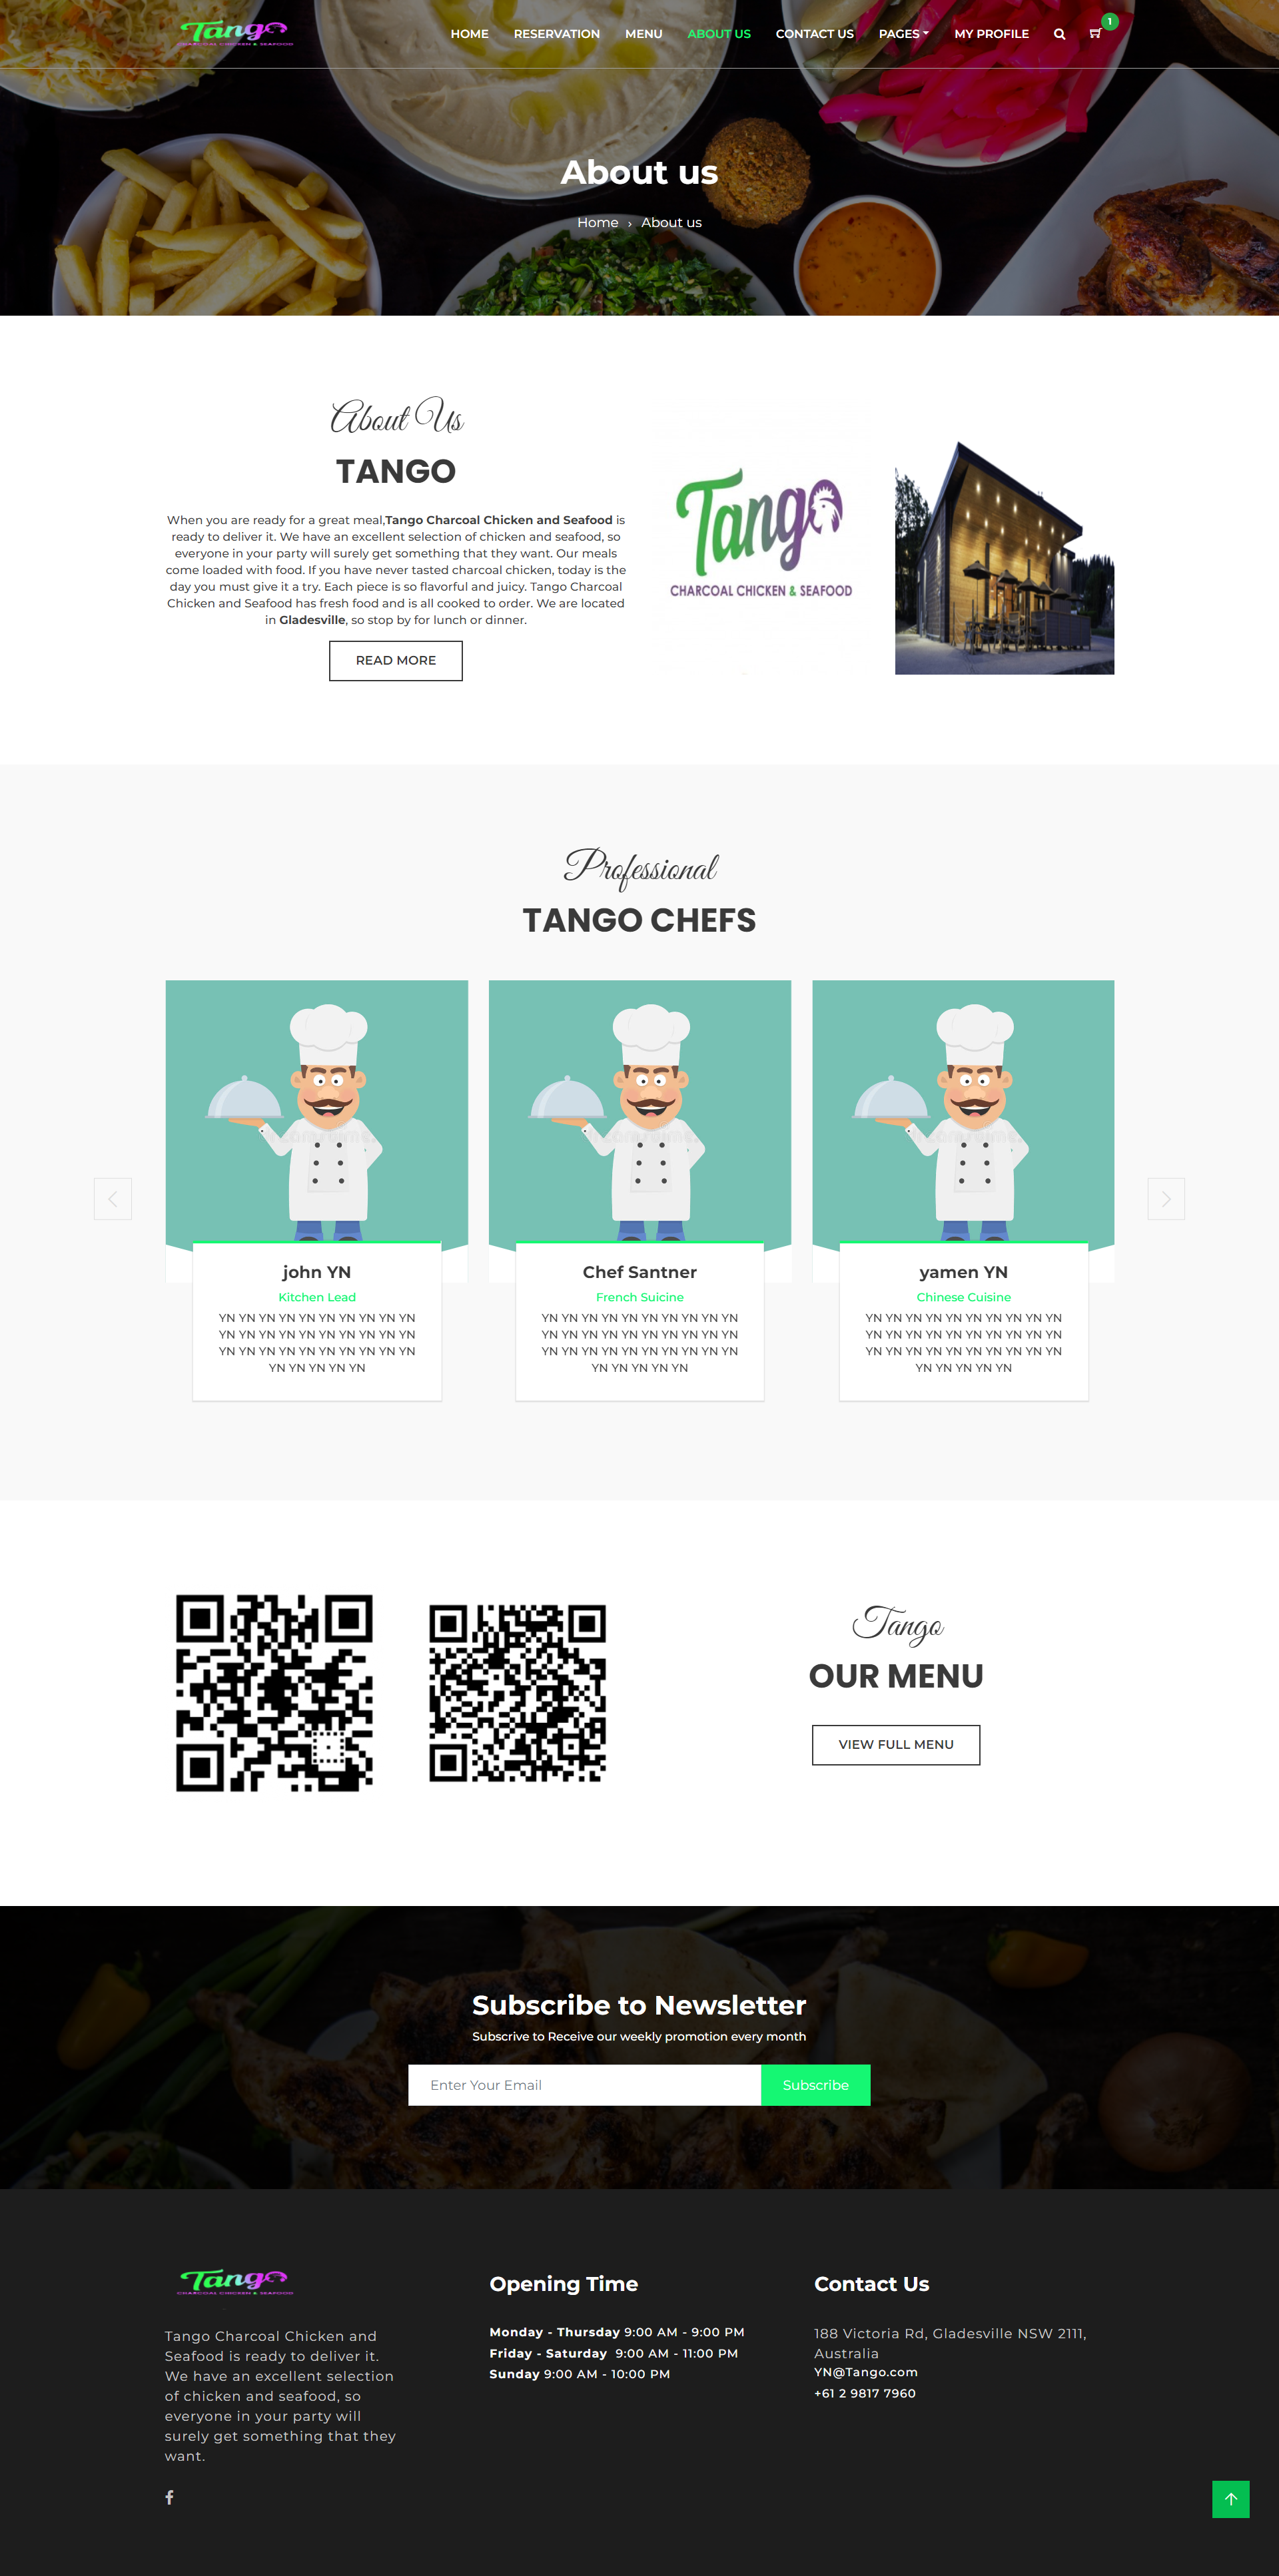 Tango
CHARCOAL CHICKEN & SEAFOOD
HOME RESERVATION MENU ABOUT US CONTACT US PAGES MY PROFILE 1
About us
Home › About us
About Us
TANGO
When you are ready for a great meal,Tango Charcoal Chicken and Seafood is
ready to deliver it. We have an excellent selection of chicken and seafood, so
everyone in your party will surely get something that they want. Our meals
come loaded with food. If you have never tasted charcoal chicken, today is the
day you must give it a try. Each piece is so flavorful and juicy. Tango Charcoal
Chicken and Seafood has fresh food and is all cooked to order. We are located
in Gladesville, so stop by for lunch or dinner.
READ MORE
Tango
CHARCOAL CHICKEN & SEAFOOD
Professional
TANGO CHEFS
john YN
Kitchen Lead
YN YN YN YN YN YN YN YN YN YN
YN YN YN YN YN YN YN YN YN YN
YN YN YN YN YN YN YN YN YN YN
YN YN YN YN YN
Chef Santner
French Suicine
YN YN YN YN YN YN YN YN YN YN
YN YN YN YN YN YN YN YN YN YN
YN YN YN YN YN YN YN YN YN YN
YN YN YN YN YN
yamen YN
Chinese Cuisine
YN YN YN YN YN YN YN YN YN YN
YN YN YN YN YN YN YN YN YN YN
YN YN YN YN YN YN YN YN YN YN
YN YN YN YN YN
Tango
OUR MENU
VIEW FULL MENU
Subscribe to Newsletter
Subscrive to Receive our weekly promotion every month
Enter Your Email
Subscribe
Tango
CHARCOAL CHICKEN & SEAFOOD
Tango Charcoal Chicken and
Seafood is ready to deliver it.
We have an excellent selection
of chicken and seafood, so
everyone in your party will
surely get something that they
want.
Opening Time
Monday - Thursday 9:00 AM - 9:00 PM
Friday - Saturday 9:00 AM - 11:00 PM
Sunday 9:00 AM - 10:00 PM
Contact Us
188 Victoria Rd, Gladesville NSW 2111,
Australia
YN@Tango.com
+61 2 9817 7960